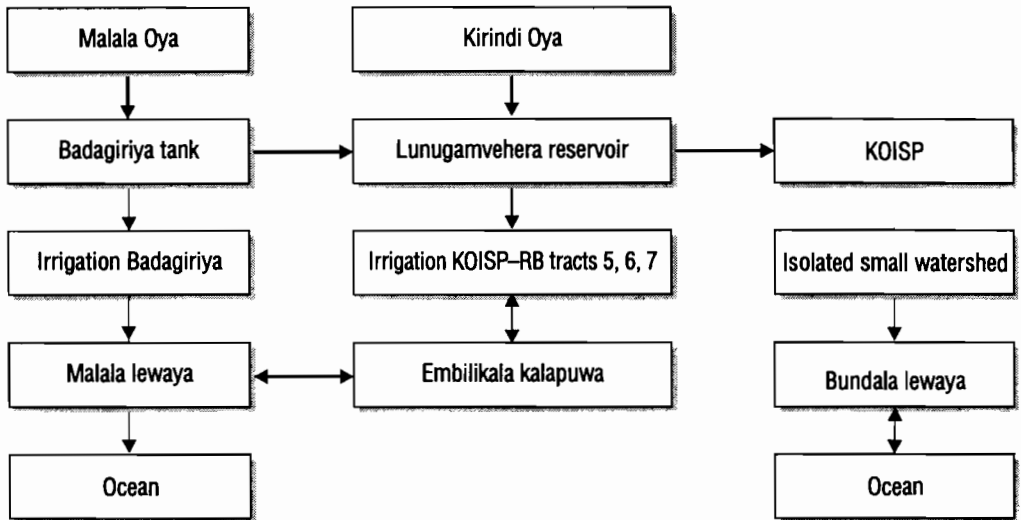 Malala Oya
Kirindi Oya
Badagiriya tank
Lunugamvehera reservoir
KOISP
Irrigation Badagiriya
Irrigation KOISP–RB tracts 5, 6, 7
Isolated small watershed
Malala lewaya
Embilikala kalapuwa
Bundala lewaya
Ocean
Ocean